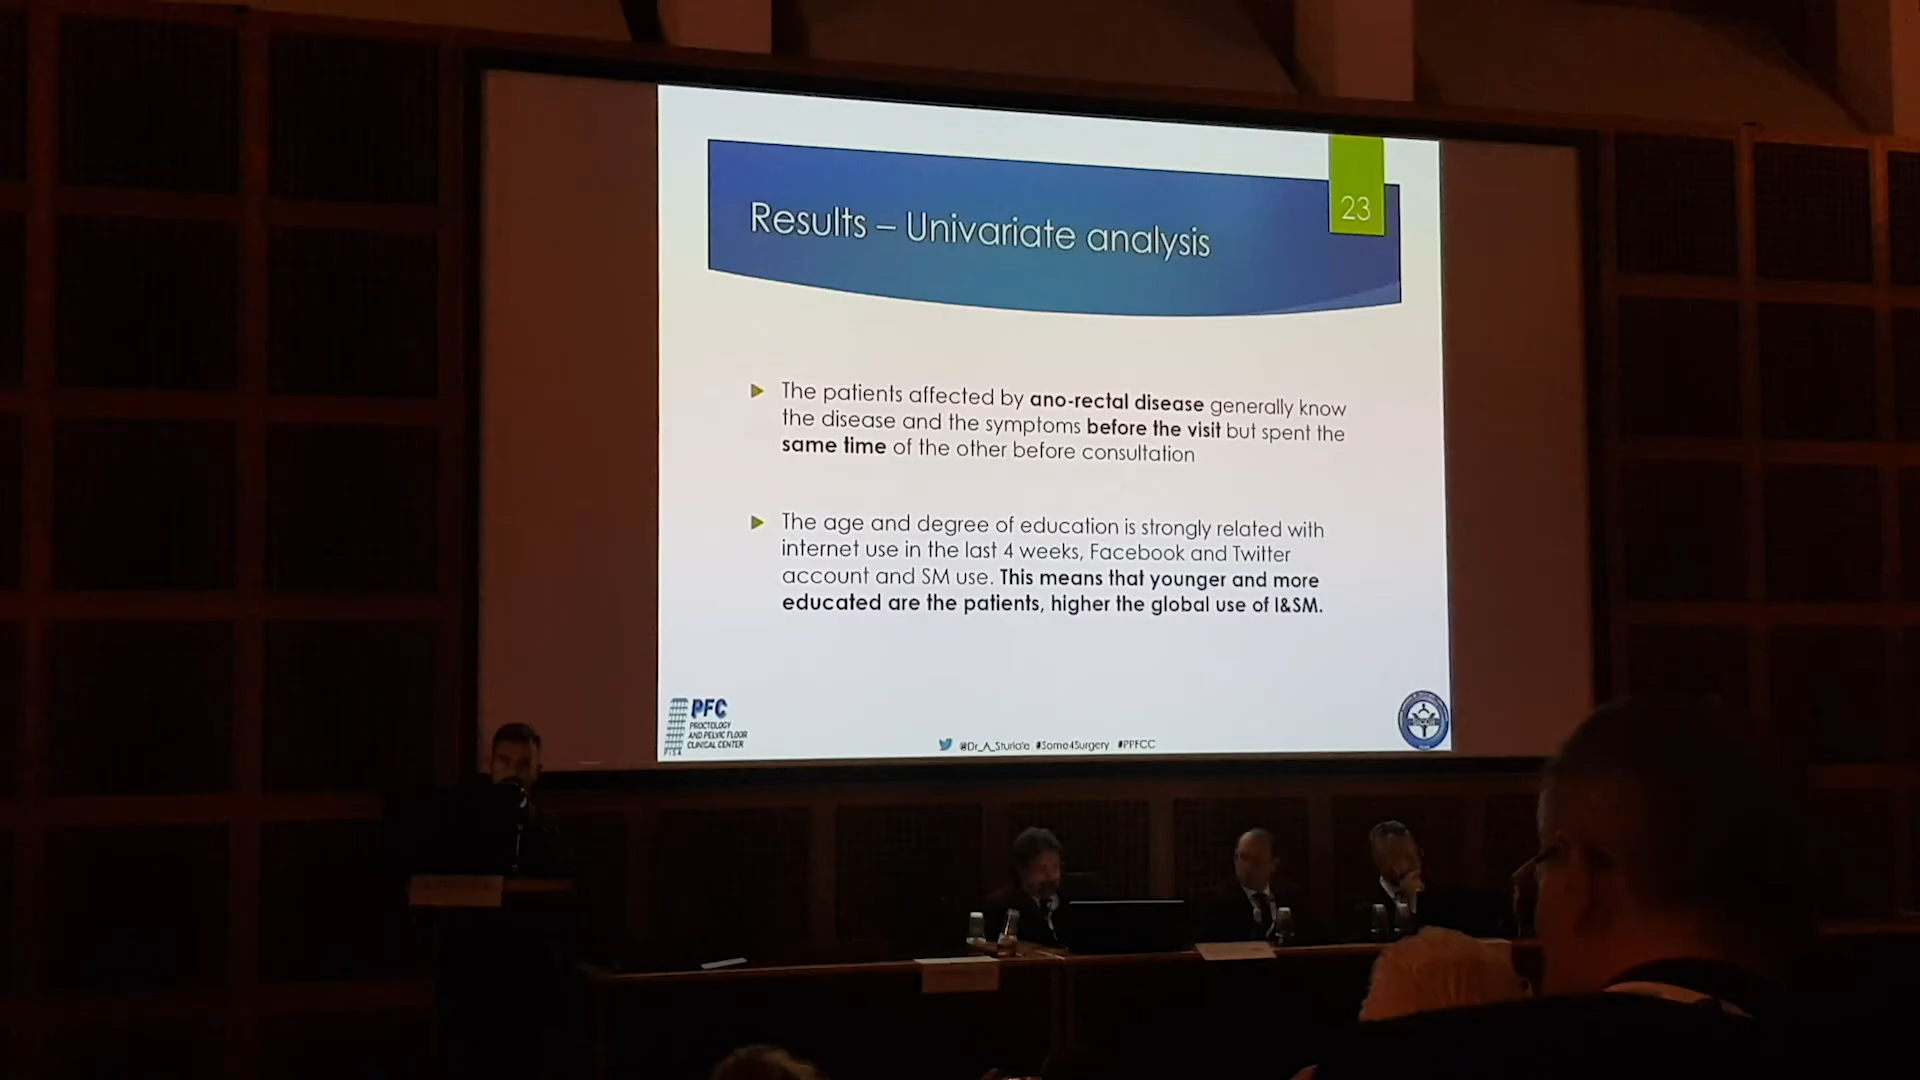 23
Results – Univariate analysis
The patients affected by ano-rectal disease generally know
the disease and the symptoms before the visit but spent the
same time of the other before consultation
The age and degree of education is strongly related with
internet use in the last 4 weeks, Facebook and Twitter
account and SM use. This means that younger and more
educated are the patients, higher the global use of I&SM.
PFC
PROCTOLOGY
AND PELVIC FLOOR
CLINICAL CENTER
PISA
@Dr_A_Sturiale #Some4Surgery #PFFCC